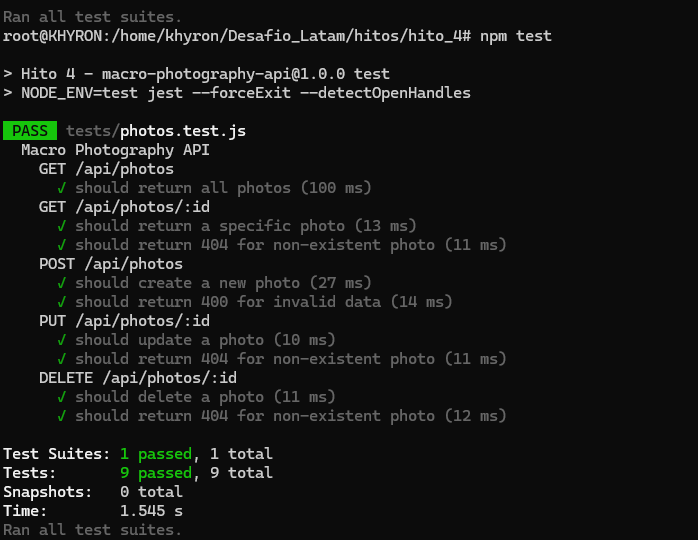 Ran all test suites.
root@KHYRON:/home/khyron/Desafio_Latam/hitos/hito_4# npm test
> Hito 4 - macro-photography-api@1.0.0 test
> NODE_ENV=test jest --forceExit --detectOpenHandles
PASS tests/photos.test.js
Macro Photography API
GET /api/photos
✓ should return all photos (100 ms)
GET /api/photos/:id
✓ should return a specific photo (13 ms)
✓ should return 404 for non-existent photo (11 ms)
POST /api/photos
✓ should create a new photo (27 ms)
✓ should return 400 for invalid data (14 ms)
PUT /api/photos/:id
✓ should update a photo (10 ms)
✓ should return 404 for non-existent photo (11 ms)
DELETE /api/photos/:id
✓ should delete a photo (11 ms)
✓ should return 404 for non-existent photo (12 ms)
Test Suites: 1 passed, 1 total
Tests: 9 passed, 9 total
Snapshots: 0 total
Time: 1.545 s
Ran all test suites.